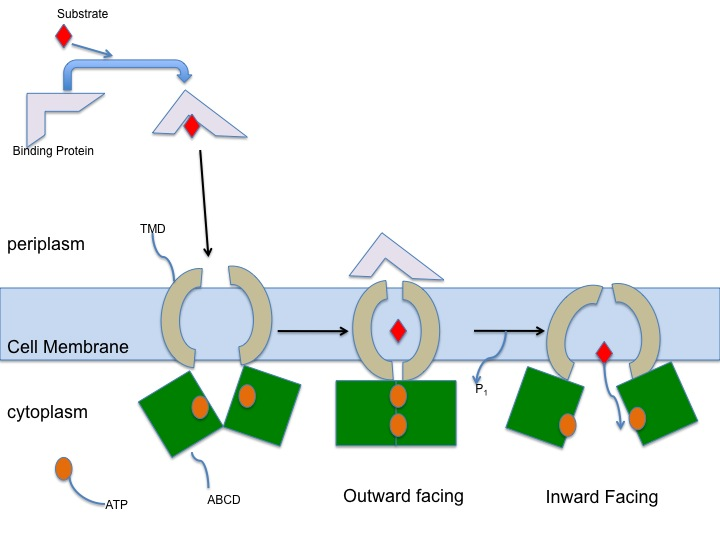 Substrate
Binding Protein
TMD
periplasm
Cell Membrane
cytoplasm
P₁
ATP
ABCD
Outward facing
Inward Facing